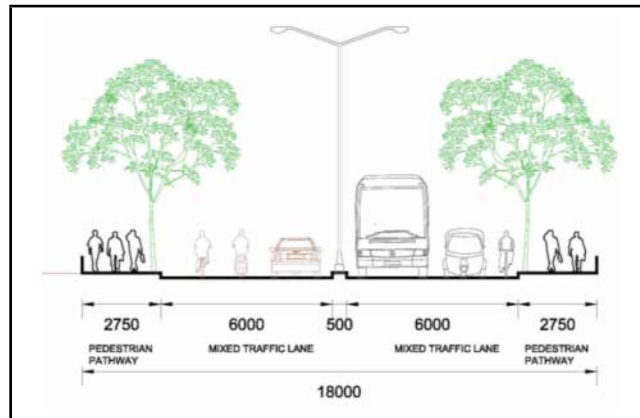 2750 6000 500 6000 2750
PEDESTRIAN PATHWAY MIXED TRAFFIC LANE MIXED TRAFFIC LANE PEDESTRIAN PATHWAY
18000